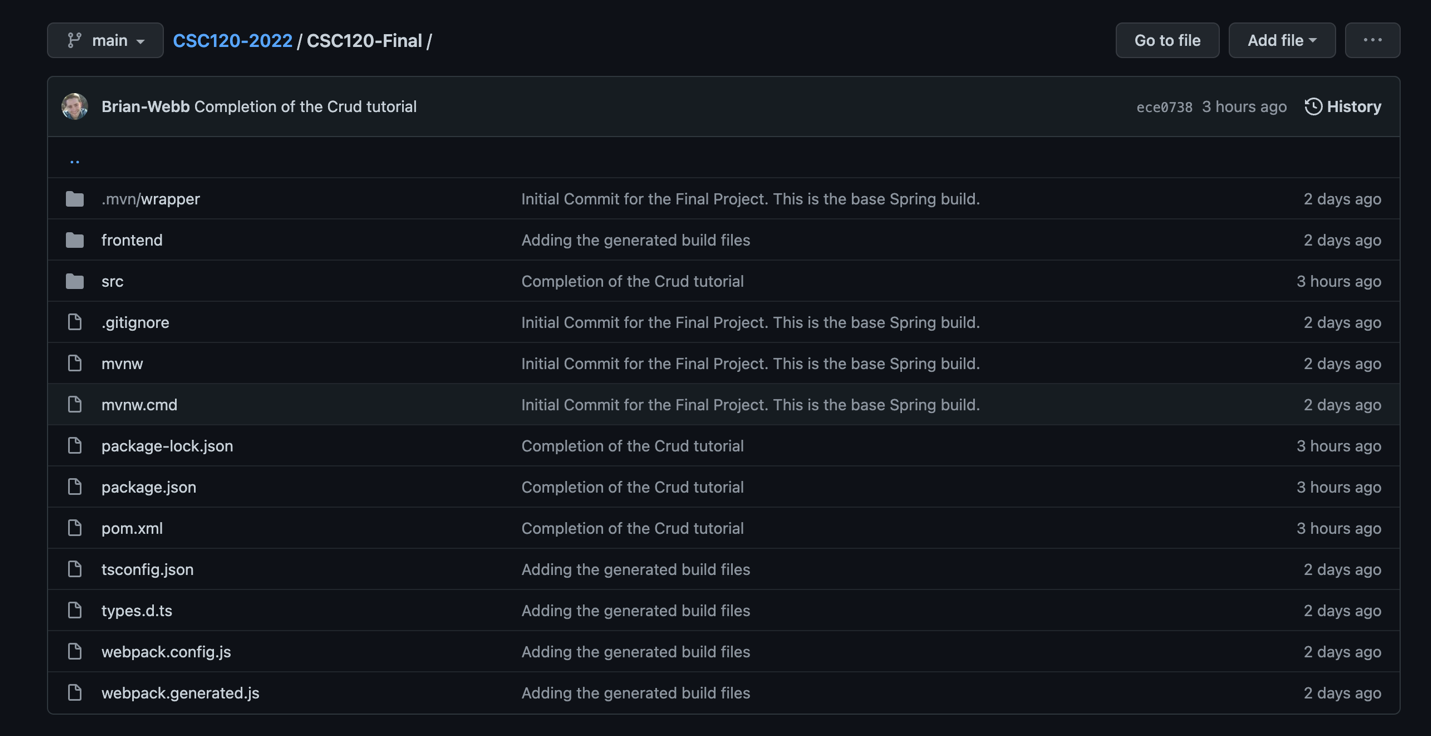 main CSC120-2022 / CSC120-Final / Go to file Add file ...
Brian-Webb Completion of the Crud tutorial ece0738 3 hours ago History
..
.mvn/wrapper Initial Commit for the Final Project. This is the base Spring build. 2 days ago
frontend Adding the generated build files 2 days ago
src Completion of the Crud tutorial 3 hours ago
.gitignore Initial Commit for the Final Project. This is the base Spring build. 2 days ago
mvnw Initial Commit for the Final Project. This is the base Spring build. 2 days ago
mvnw.cmd Initial Commit for the Final Project. This is the base Spring build. 2 days ago
package-lock.json Completion of the Crud tutorial 3 hours ago
package.json Completion of the Crud tutorial 3 hours ago
pom.xml Completion of the Crud tutorial 3 hours ago
tsconfig.json Adding the generated build files 2 days ago
types.d.ts Adding the generated build files 2 days ago
webpack.config.js Adding the generated build files 2 days ago
webpack.generated.js Adding the generated build files 2 days ago